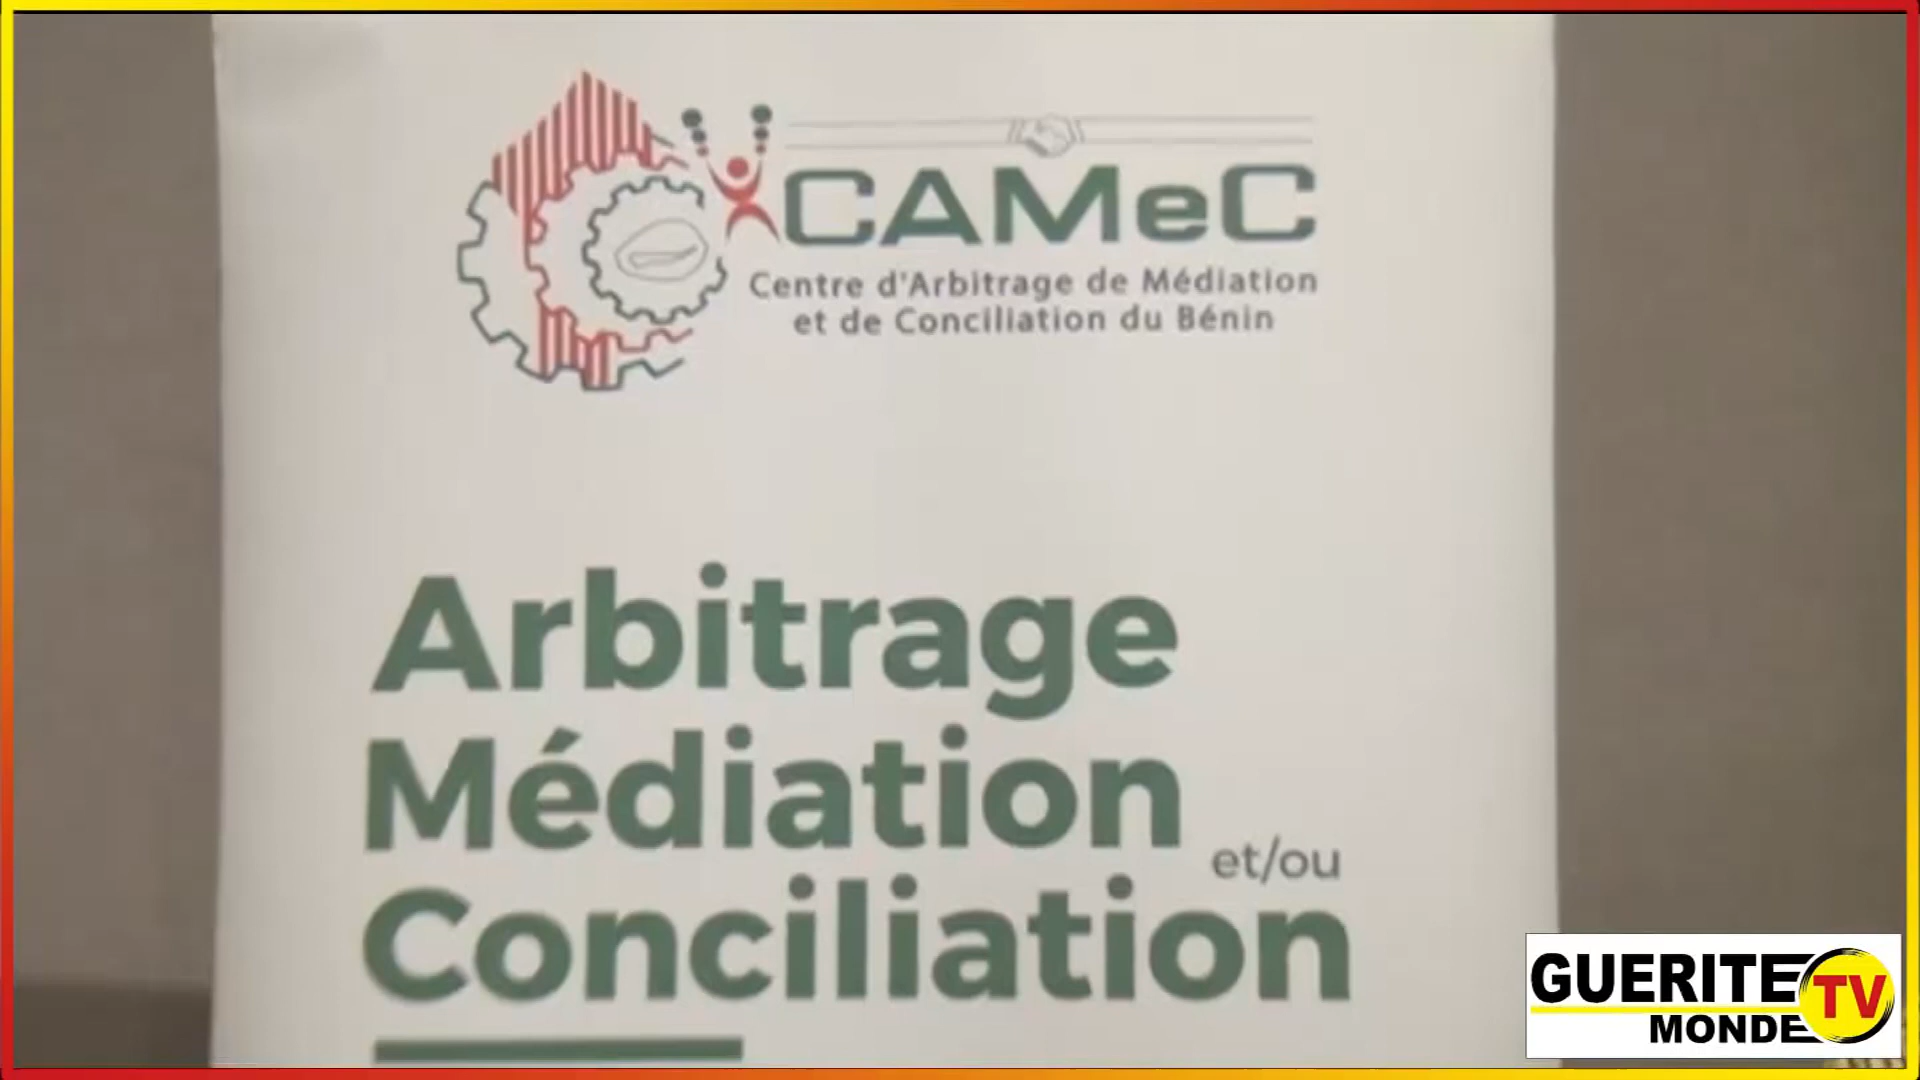 CAMeC
Centre d'Arbitrage de Médiation
et de Conciliation du Bénin
Arbitrage
Médiation
et/ou
Conciliation
GUERITE TV
MONDE